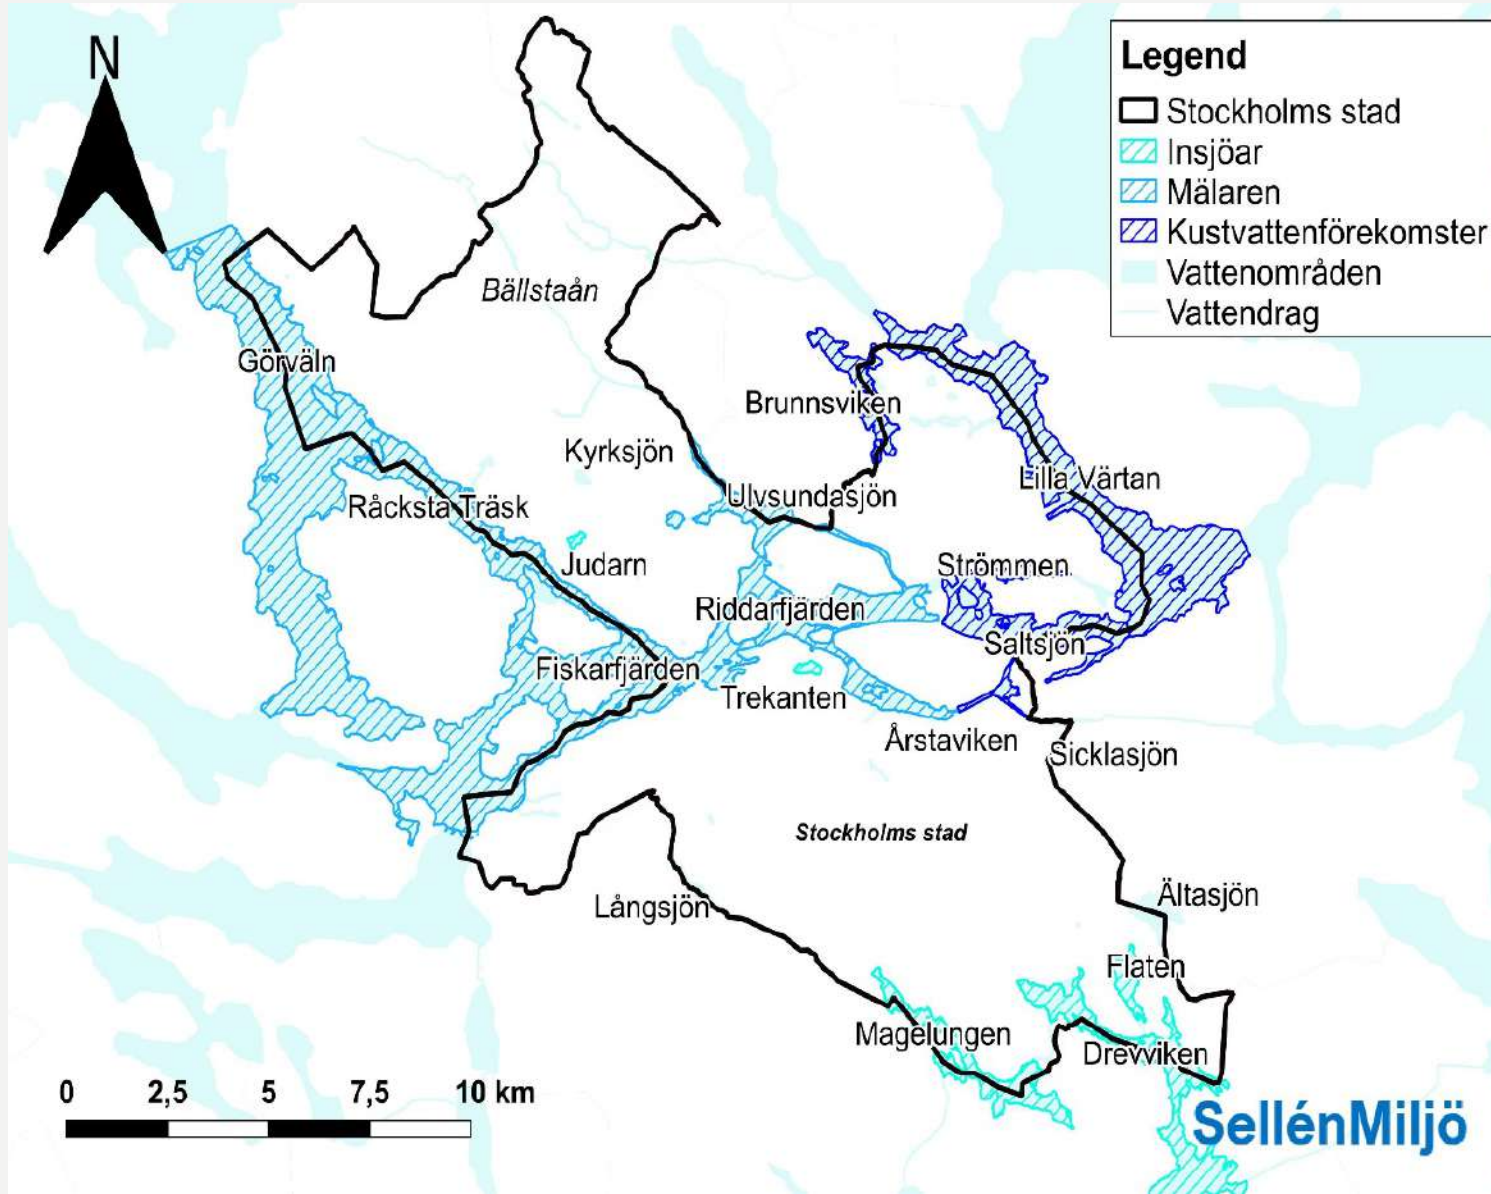 N
Legend
Stockholms stad
Insjöar
Mälaren
Kustvattenförekomster
Vattenområden
Vattendrag
Bällstaån
Görväln
Brunnsviken
Kyrksjön
Lilla Värtan
Ulvsundasjön
Råcksta Träsk
Judarn
Strömmen
Riddarfjärden
Saltsjön
Fiskarfjärden
Trekanten
Årstaviken
Sicklasjön
Stockholms stad
Ältasjön
Långsjön
Flaten
Magelungen
Drevviken
0 2,5 5 7,5 10 km
SellénMiljö